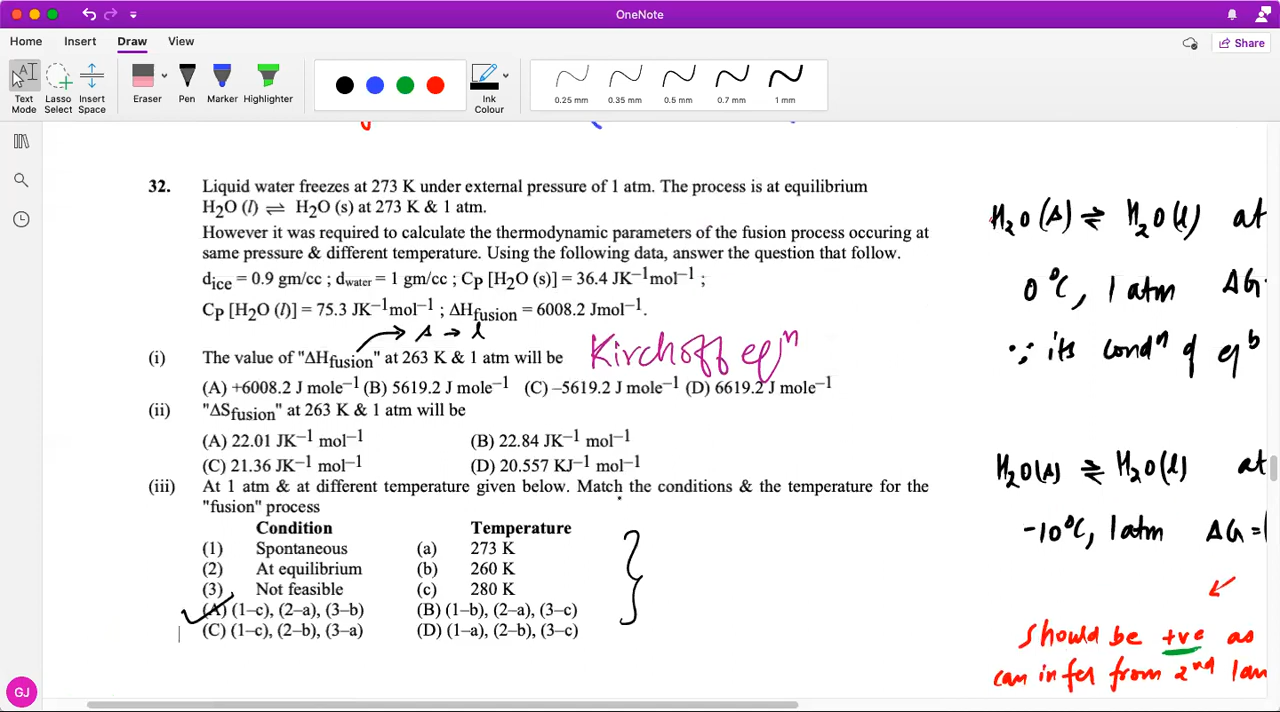 OneNote
Home Insert Draw View
Share
Text Mode
Lasso Select
Insert Space
Eraser
Pen
Marker
Highlighter
Ink Colour
0.25 mm 0.35 mm 0.5 mm 0.7 mm 1 mm
32. Liquid water freezes at 273 K under external pressure of 1 atm. The process is at equilibrium
H₂O (l) ⇌ H₂O (s) at 273 K & 1 atm.
However it was required to calculate the thermodynamic parameters of the fusion process occuring at
same pressure & different temperature. Using the following data, answer the question that follow.
d_ice = 0.9 gm/cc ; d_water = 1 gm/cc ; C_P [H₂O (s)] = 36.4 JK⁻¹mol⁻¹ ;
C_P [H₂O (l)] = 75.3 JK⁻¹mol⁻¹ ; ΔH_fusion = 6008.2 Jmol⁻¹.
s → l
(i) The value of "ΔH_fusion" at 263 K & 1 atm will be
Kirchoff eqⁿ
(A) +6008.2 J mole⁻¹ (B) 5619.2 J mole⁻¹ (C) –5619.2 J mole⁻¹ (D) 6619.2 J mole⁻¹
(ii) "ΔS_fusion" at 263 K & 1 atm will be
(A) 22.01 JK⁻¹ mol⁻¹ (B) 22.84 JK⁻¹ mol⁻¹
(C) 21.36 JK⁻¹ mol⁻¹ (D) 20.557 KJ⁻¹ mol⁻¹
(iii) At 1 atm & at different temperature given below. Match the conditions & the temperature for the
"fusion" process
Condition Temperature
(1) Spontaneous (a) 273 K
(2) At equilibrium (b) 260 K
(3) Not feasible (c) 280 K
(A) (1–c), (2–a), (3–b) (B) (1–b), (2–a), (3–c)
(C) (1–c), (2–b), (3–a) (D) (1–a), (2–b), (3–c)
H₂O(s) ⇌ H₂O(l) at
0°C, 1 atm ΔG
∵ its condⁿ of eqᵇ
H₂O(s) ⇌ H₂O(l) at
-10°C, 1atm ΔG =
should be +ve as
can infer from 2nd law
GJ